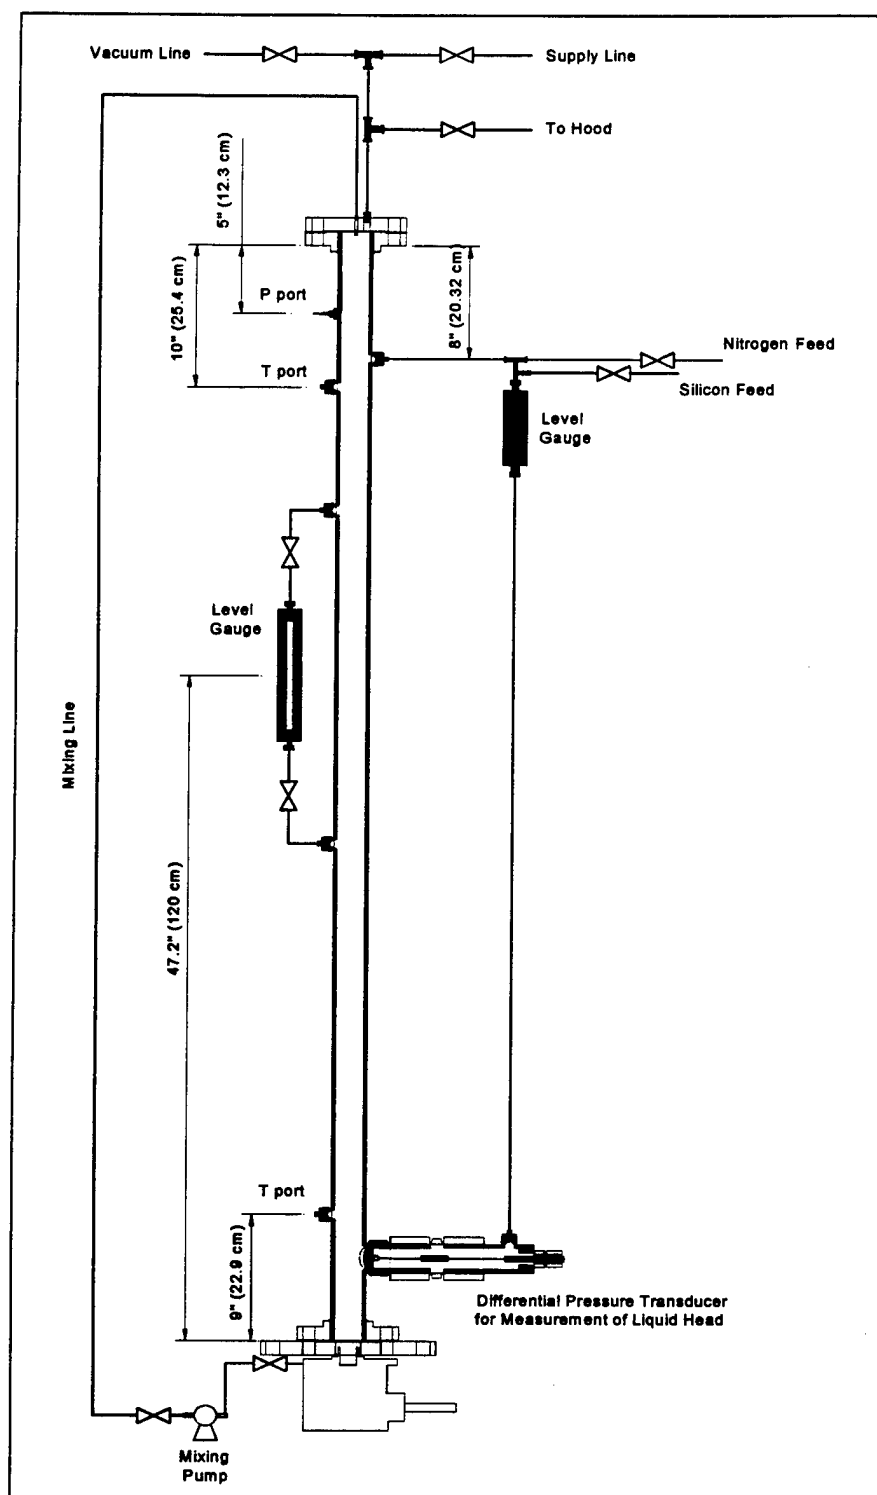 Vacuum Line
Supply Line
To Hood
5" (12.3 cm)
10" (25.4 cm)
8" (20.32 cm)
P port
T port
Nitrogen Feed
Silicon Feed
Level
Gauge
Level
Gauge
Mixing Line
47.2" (120 cm)
T port
9" (22.9 cm)
Differential Pressure Transducer
for Measurement of Liquid Head
Mixing
Pump